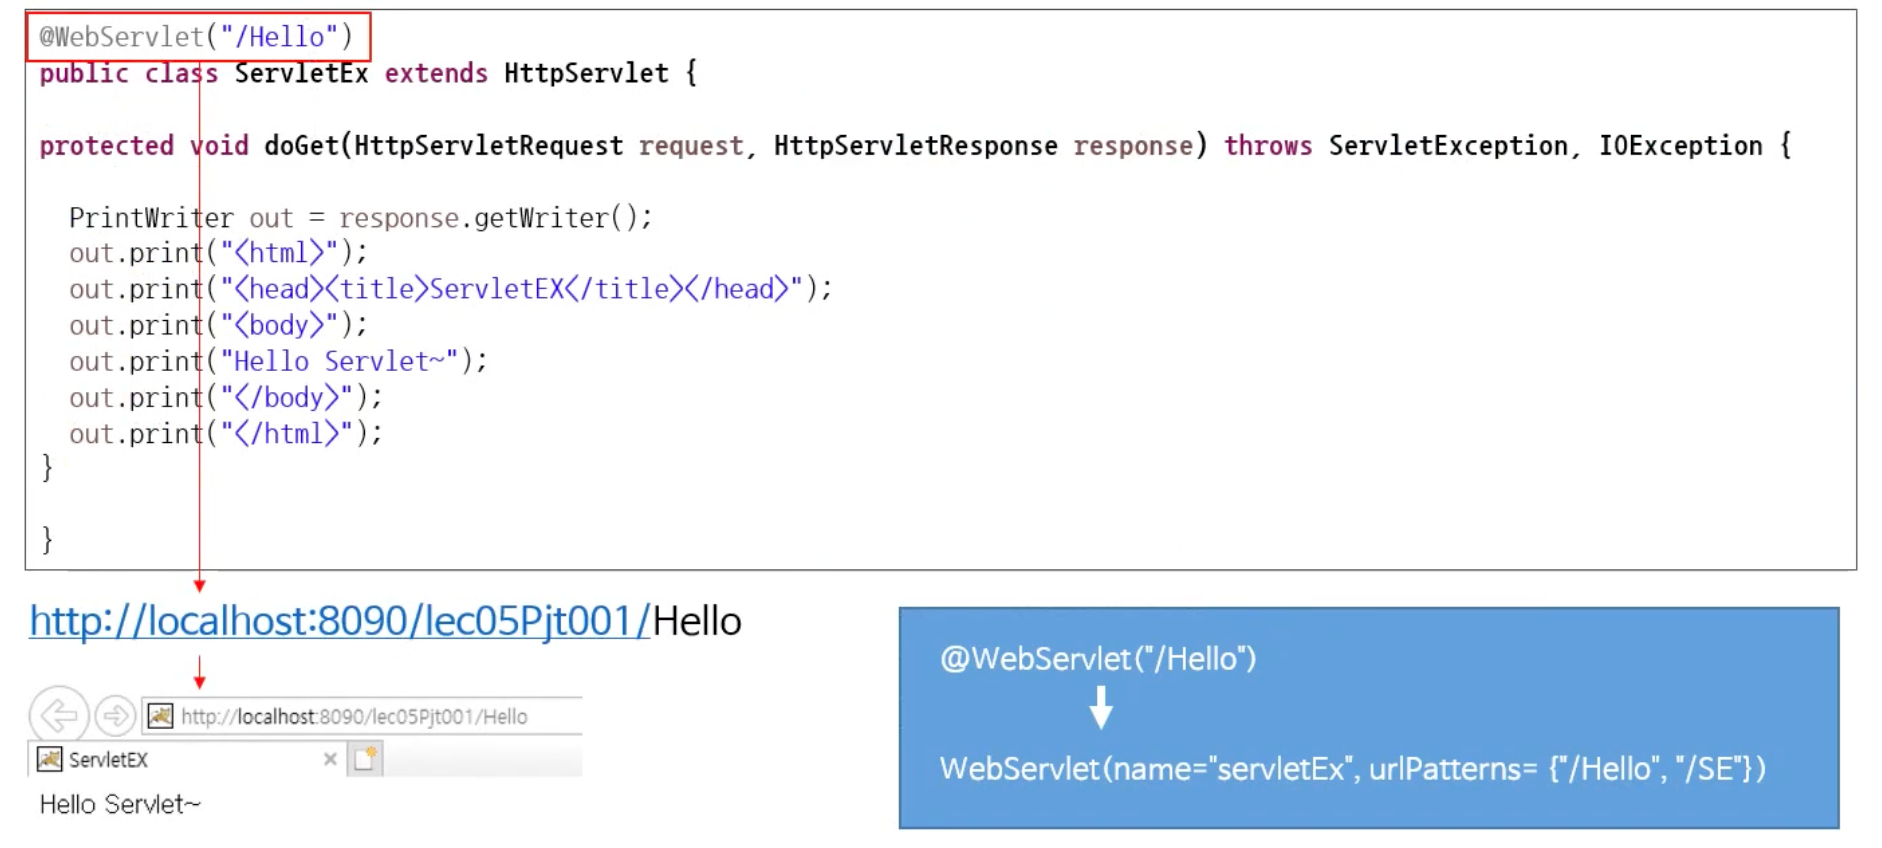 @WebServlet("/Hello")
public class ServletEx extends HttpServlet {
protected void doGet(HttpServletRequest request, HttpServletResponse response) throws ServletException, IOException {
PrintWriter out = response.getWriter();
out.print("<html>");
out.print("<head><title>ServletEX</title></head>");
out.print("<body>");
out.print("Hello Servlet~");
out.print("</body>");
out.print("</html>");
}
}
http://localhost:8090/lec05Pjt001/Hello
http://localhost:8090/lec05Pjt001/Hello
ServletEX
Hello Servlet~
@WebServlet("/Hello")
WebServlet(name="servletEx", urlPatterns= {"/Hello", "/SE"})